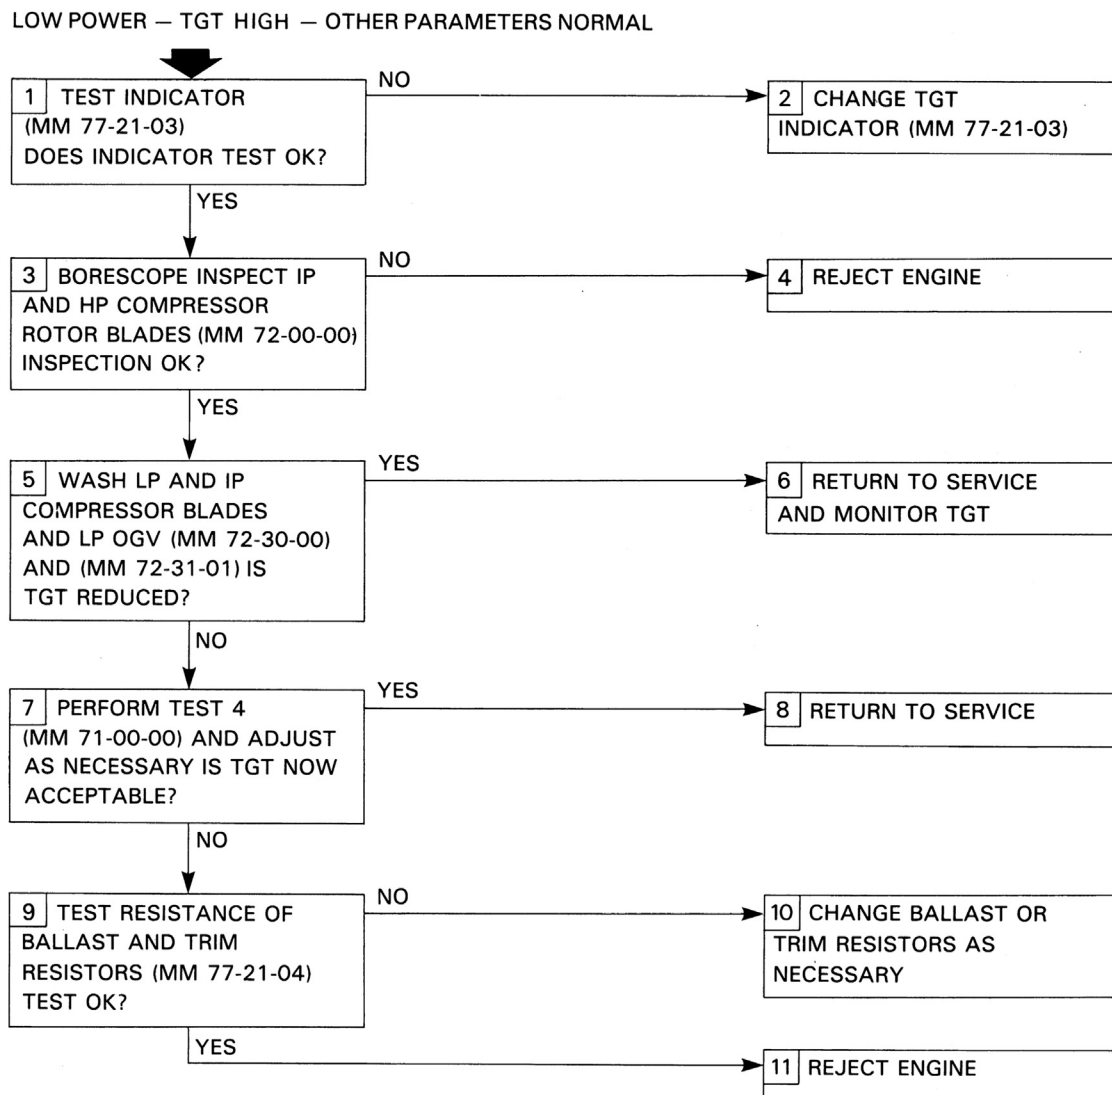 LOW POWER — TGT HIGH — OTHER PARAMETERS NORMAL
1 TEST INDICATOR
(MM 77-21-03)
DOES INDICATOR TEST OK?
NO
2 CHANGE TGT
INDICATOR (MM 77-21-03)
YES
3 BORESCOPE INSPECT IP
AND HP COMPRESSOR
ROTOR BLADES (MM 72-00-00)
INSPECTION OK?
NO
4 REJECT ENGINE
YES
5 WASH LP AND IP
COMPRESSOR BLADES
AND LP OGV (MM 72-30-00)
AND (MM 72-31-01) IS
TGT REDUCED?
YES
6 RETURN TO SERVICE
AND MONITOR TGT
NO
7 PERFORM TEST 4
(MM 71-00-00) AND ADJUST
AS NECESSARY IS TGT NOW
ACCEPTABLE?
YES
8 RETURN TO SERVICE
NO
9 TEST RESISTANCE OF
BALLAST AND TRIM
RESISTORS (MM 77-21-04)
TEST OK?
NO
10 CHANGE BALLAST OR
TRIM RESISTORS AS
NECESSARY
YES
11 REJECT ENGINE